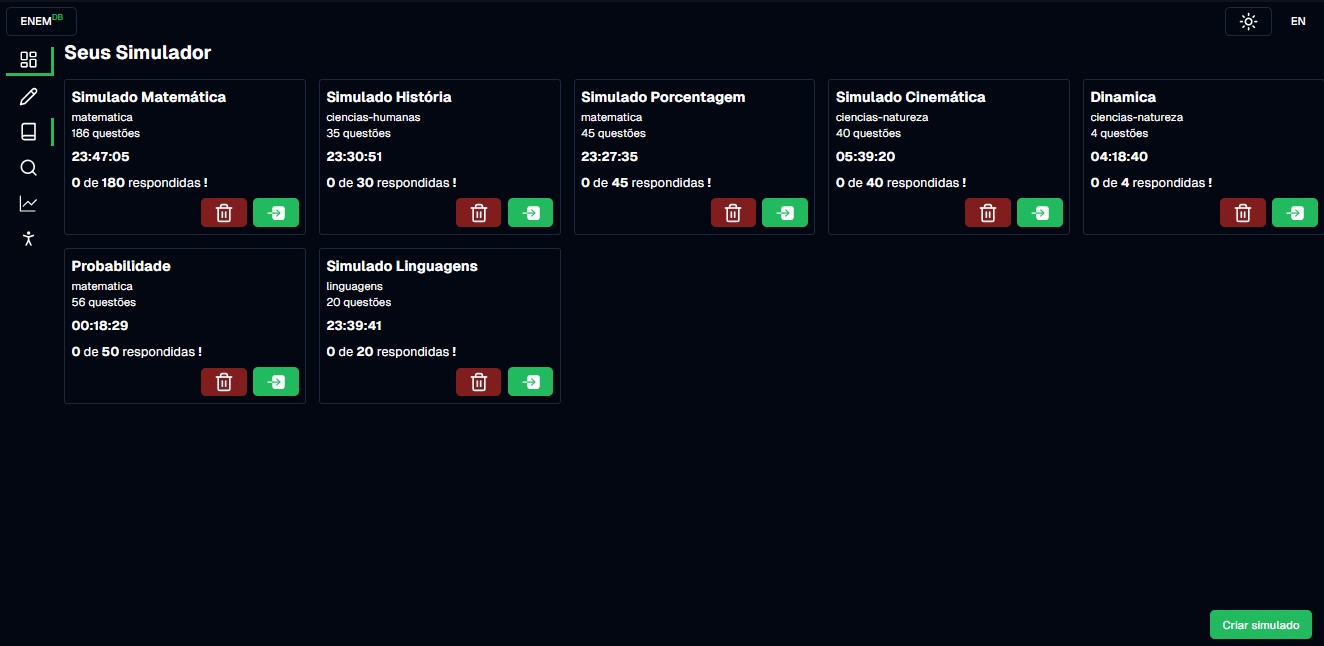 ENEMDB
EN
Seus Simulador
Simulado Matemática
matematica
186 questões
23:47:05
0 de 180 respondidas !
Simulado História
ciencias-humanas
35 questões
23:30:51
0 de 30 respondidas !
Simulado Porcentagem
matematica
45 questões
23:27:35
0 de 45 respondidas !
Simulado Cinemática
ciencias-natureza
40 questões
05:39:20
0 de 40 respondidas !
Dinamica
ciencias-natureza
4 questões
04:18:40
0 de 4 respondidas !
Probabilidade
matematica
56 questões
00:18:29
0 de 50 respondidas !
Simulado Linguagens
linguagens
20 questões
23:39:41
0 de 20 respondidas !
Criar simulado